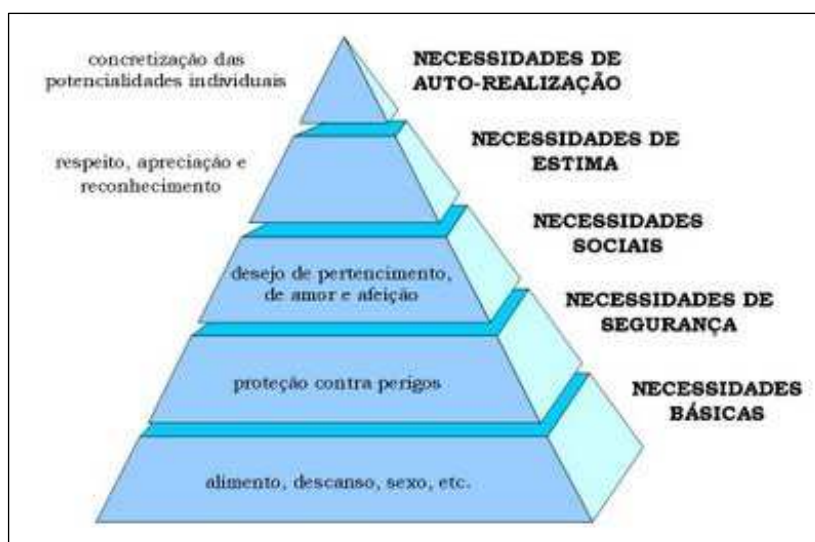 concretização das
potencialidades individuais
NECESSIDADES DE
AUTO-REALIZAÇÃO
respeito, apreciação e
reconhecimento
NECESSIDADES DE
ESTIMA
desejo de pertencimento,
de amor e afeição
NECESSIDADES
SOCIAIS
proteção contra perigos
NECESSIDADES DE
SEGURANÇA
alimento, descanso, sexo, etc.
NECESSIDADES
BÁSICAS